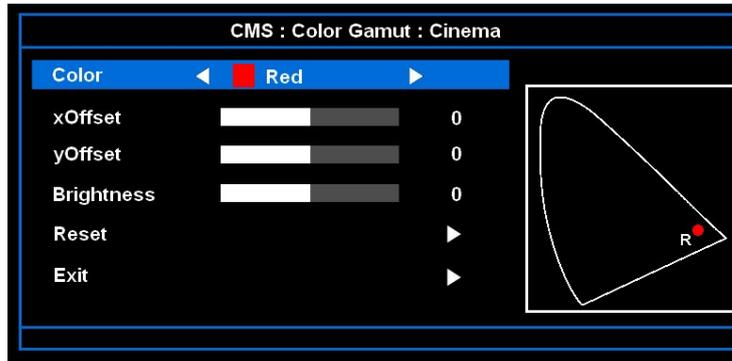 CMS : Color Gamut : Cinema
Color Red
xOffset 0
yOffset 0
Brightness 0
Reset
Exit
R